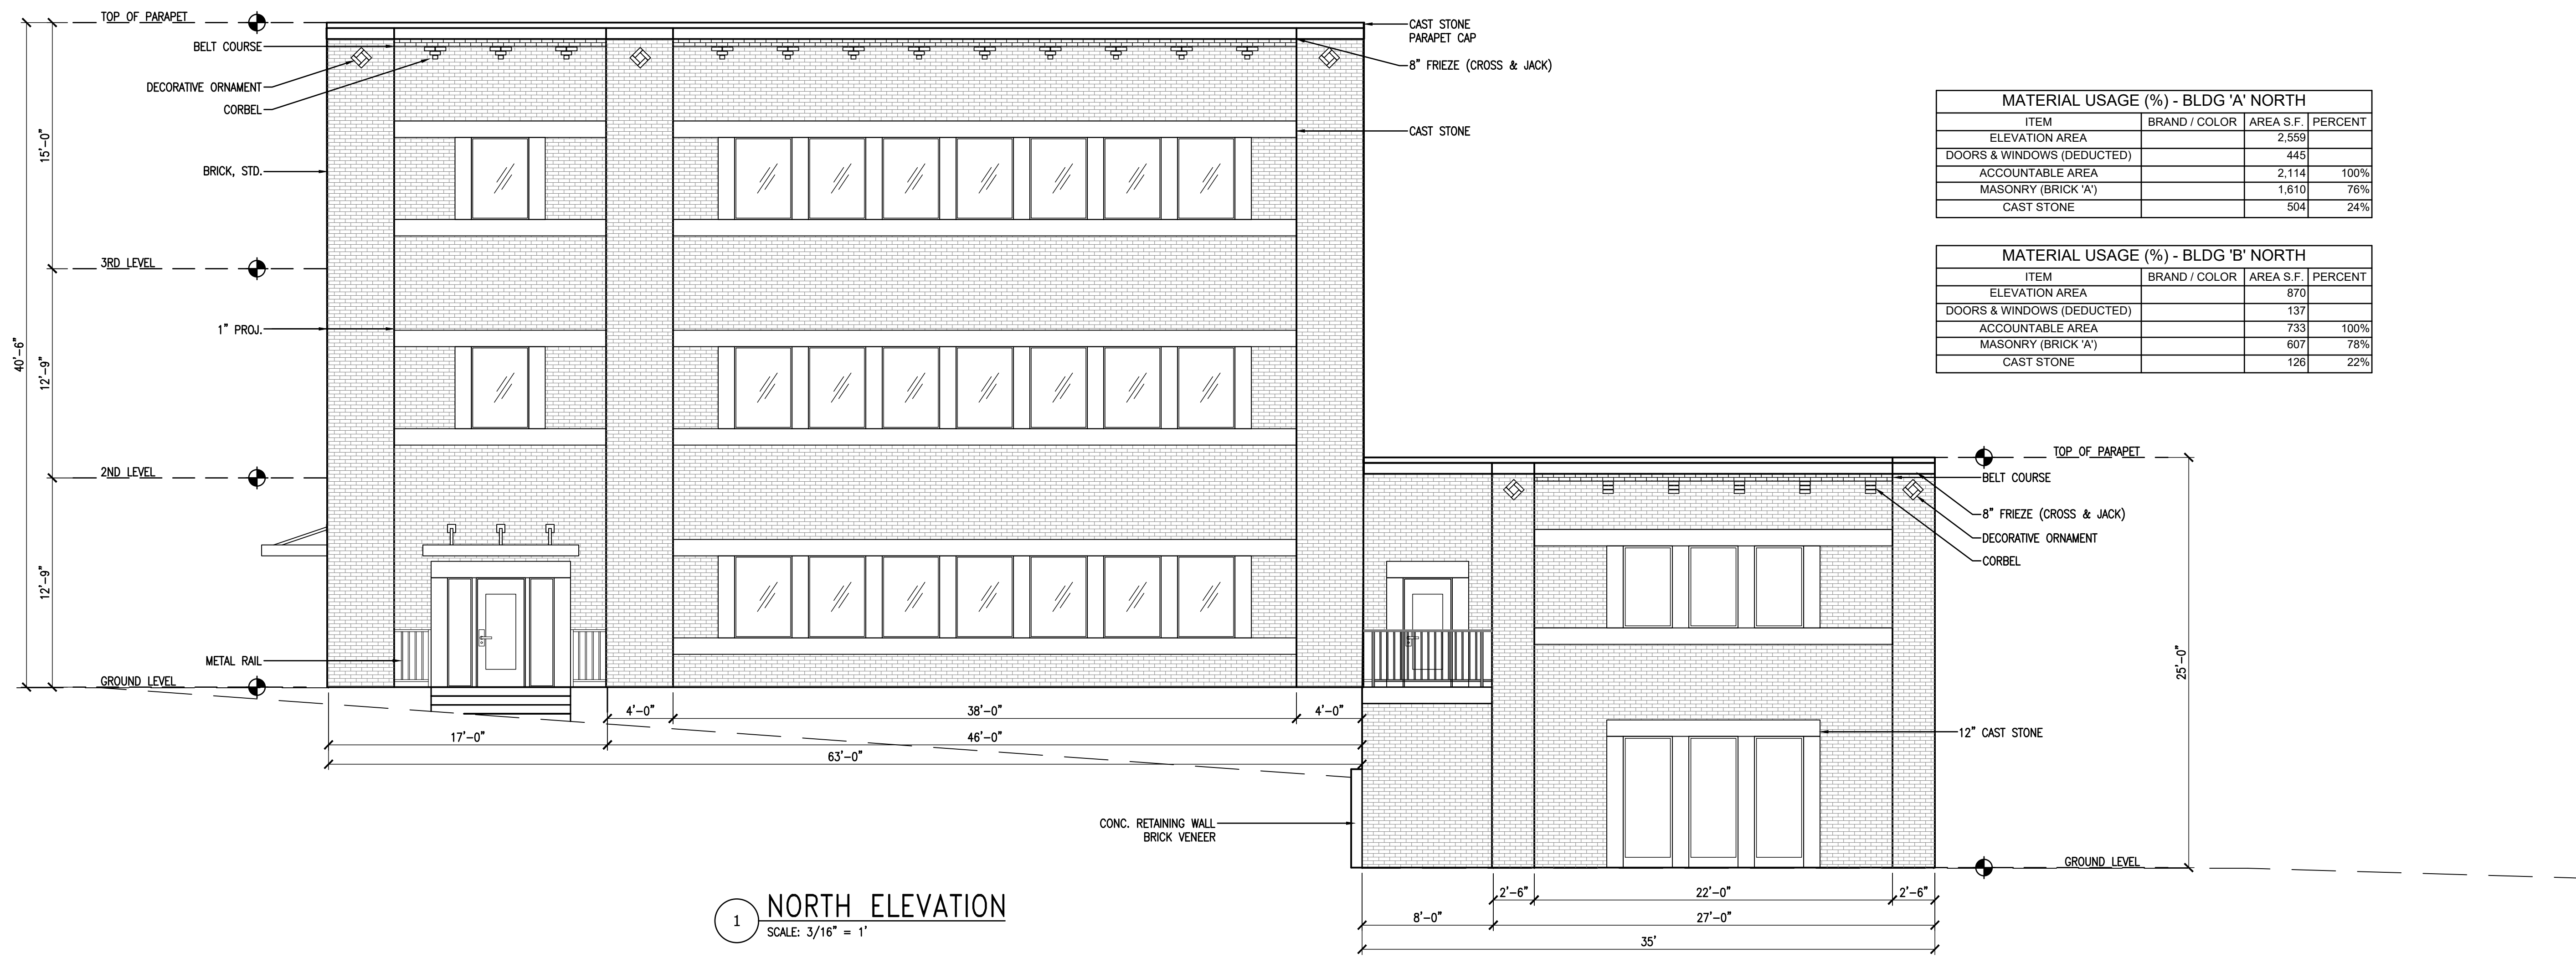 TOP OF PARAPET
BELT COURSE
DECORATIVE ORNAMENT
CORBEL
15'-0"
BRICK, STD.
3RD LEVEL
1" PROJ.
40'-6"
12'-9"
2ND LEVEL
12'-9"
METAL RAIL
GROUND LEVEL
CAST STONE
PARAPET CAP
8" FRIEZE (CROSS & JACK)
CAST STONE
4'-0"
38'-0"
4'-0"
17'-0"
46'-0"
63'-0"
CONC. RETAINING WALL
BRICK VENEER
1
NORTH ELEVATION
SCALE: 3/16" = 1'
MATERIAL USAGE (%) - BLDG 'A' NORTH
ITEM BRAND / COLOR AREA S.F. PERCENT
ELEVATION AREA 2,559
DOORS & WINDOWS (DEDUCTED) 445
ACCOUNTABLE AREA 2,114 100%
MASONRY (BRICK 'A') 1,610 76%
CAST STONE 504 24%
MATERIAL USAGE (%) - BLDG 'B' NORTH
ITEM BRAND / COLOR AREA S.F. PERCENT
ELEVATION AREA 870
DOORS & WINDOWS (DEDUCTED) 137
ACCOUNTABLE AREA 733 100%
MASONRY (BRICK 'A') 607 78%
CAST STONE 126 22%
TOP OF PARAPET
BELT COURSE
8" FRIEZE (CROSS & JACK)
DECORATIVE ORNAMENT
CORBEL
25'-0"
12" CAST STONE
GROUND LEVEL
2'-6"
22'-0"
2'-6"
8'-0"
27'-0"
35'